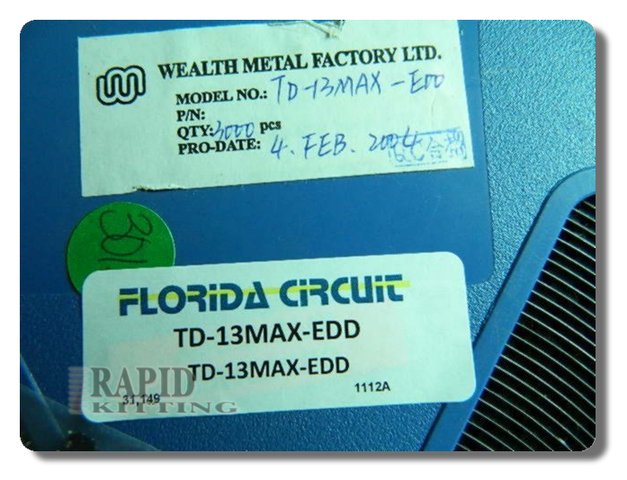 WEALTH METAL FACTORY LTD.
MODEL NO.: TD-13MAX-EDD
P/N:
QTY: 3000 pcs
PRO-DATE: 4. FEB. 2004
301
FLORIDA CIRCUIT
TD-13MAX-EDD
TD-13MAX-EDD
31,149 1112A
RAPID
KITTING